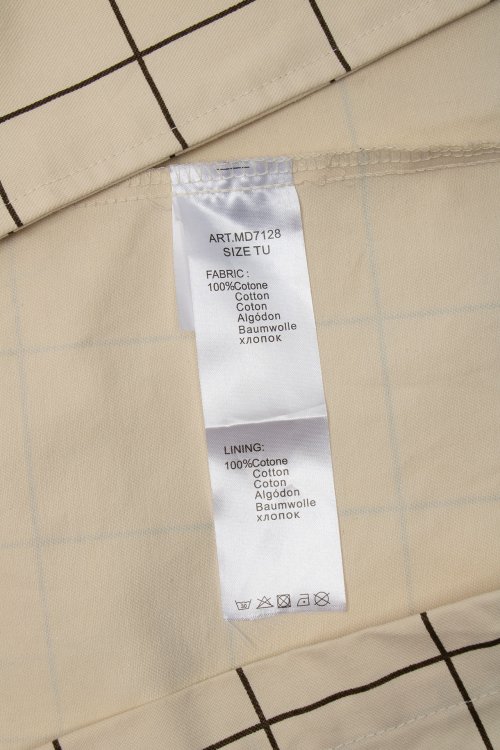 ART.MD7128
SIZE TU
FABRIC :
100%Cotone
Cotton
Coton
Algódon
Baumwolle
хлопок
LINING:
100%Cotone
Cotton
Coton
Algódon
Baumwolle
хлопок
30